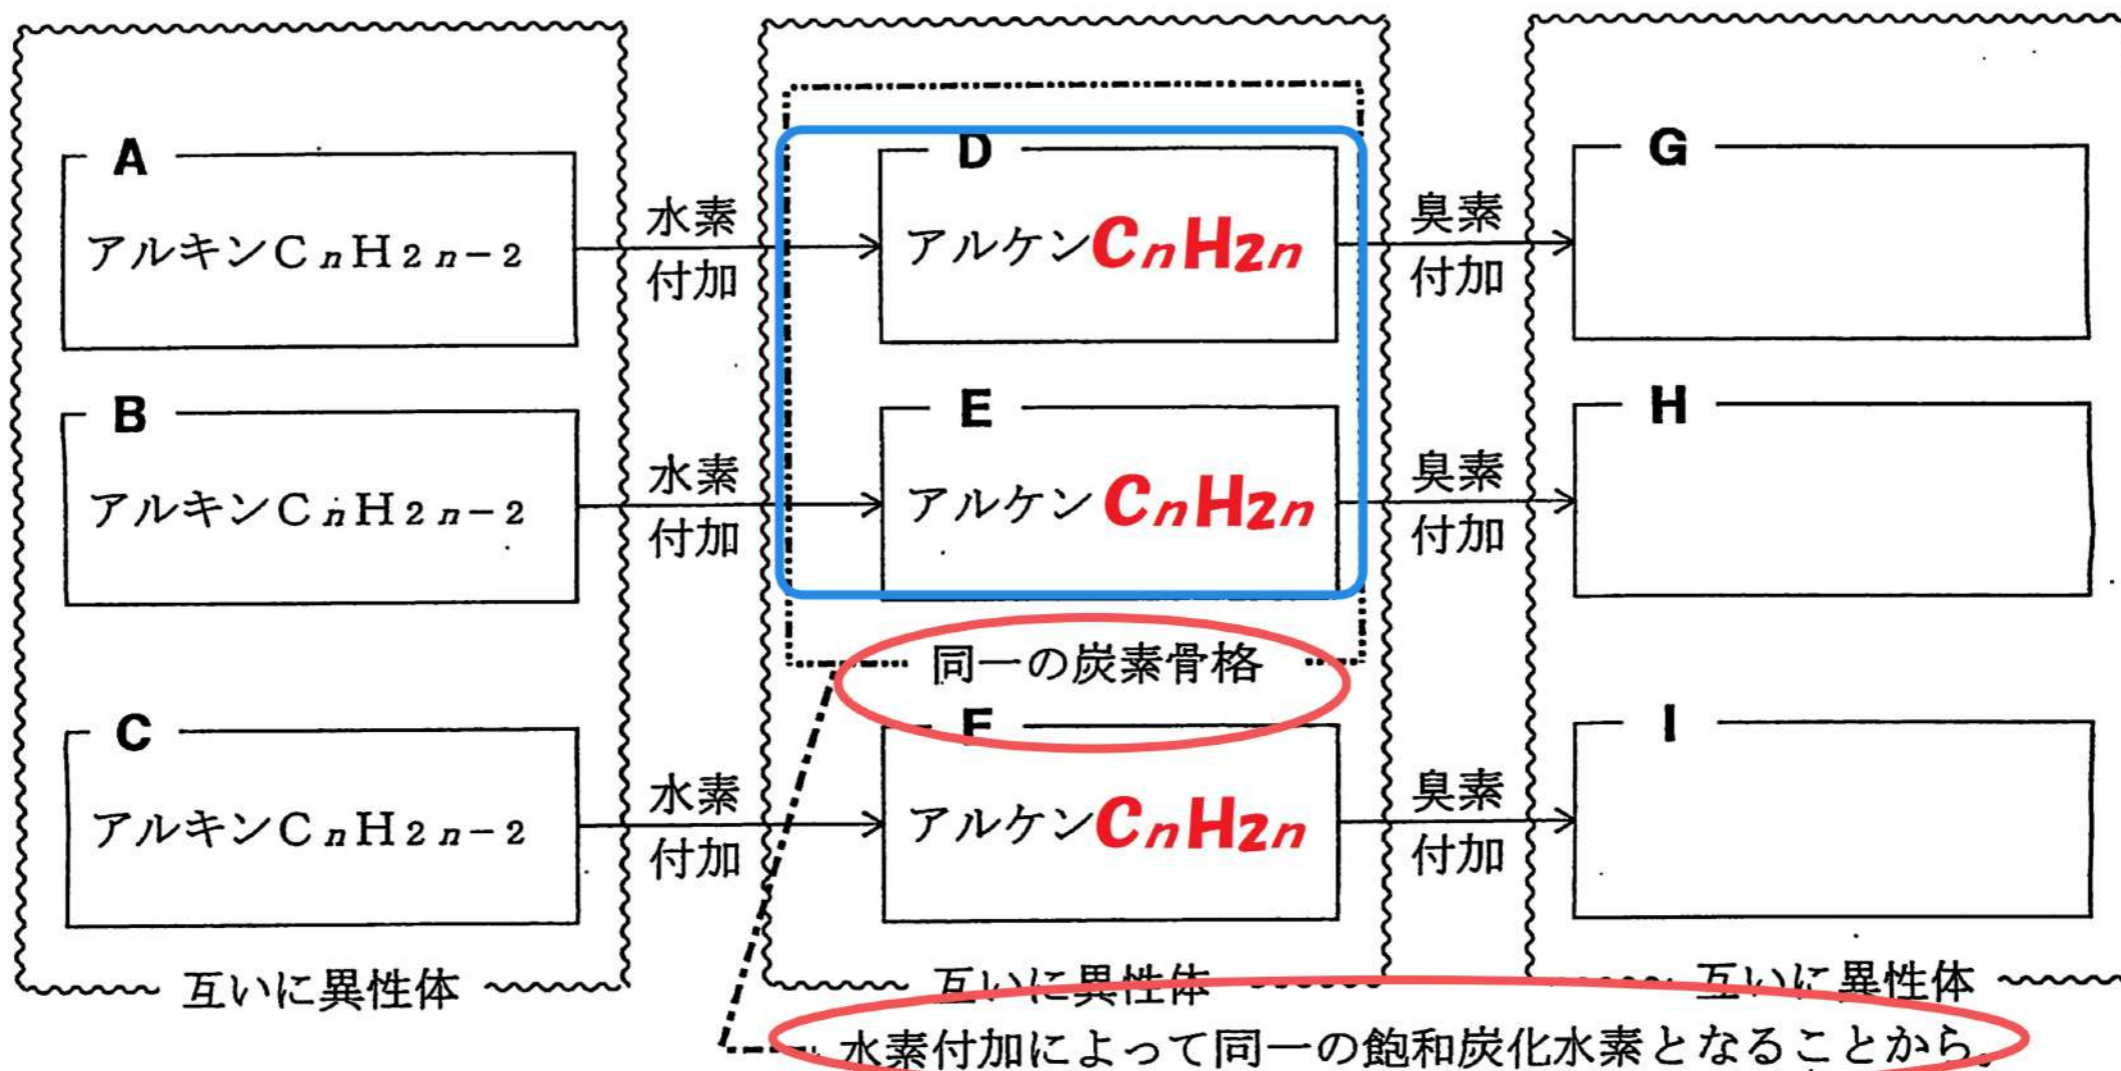 A
アルキンCnH2n-2
水素
付加
D
アルケンCnH2n
臭素
付加
G
B
アルキンCnH2n-2
水素
付加
E
アルケンCnH2n
臭素
付加
H
同一の炭素骨格
C
アルキンCnH2n-2
水素
付加
F
アルケンCnH2n
臭素
付加
I
互いに異性体
互いに異性体
互いに異性体
水素付加によって同一の飽和炭化水素となることから。